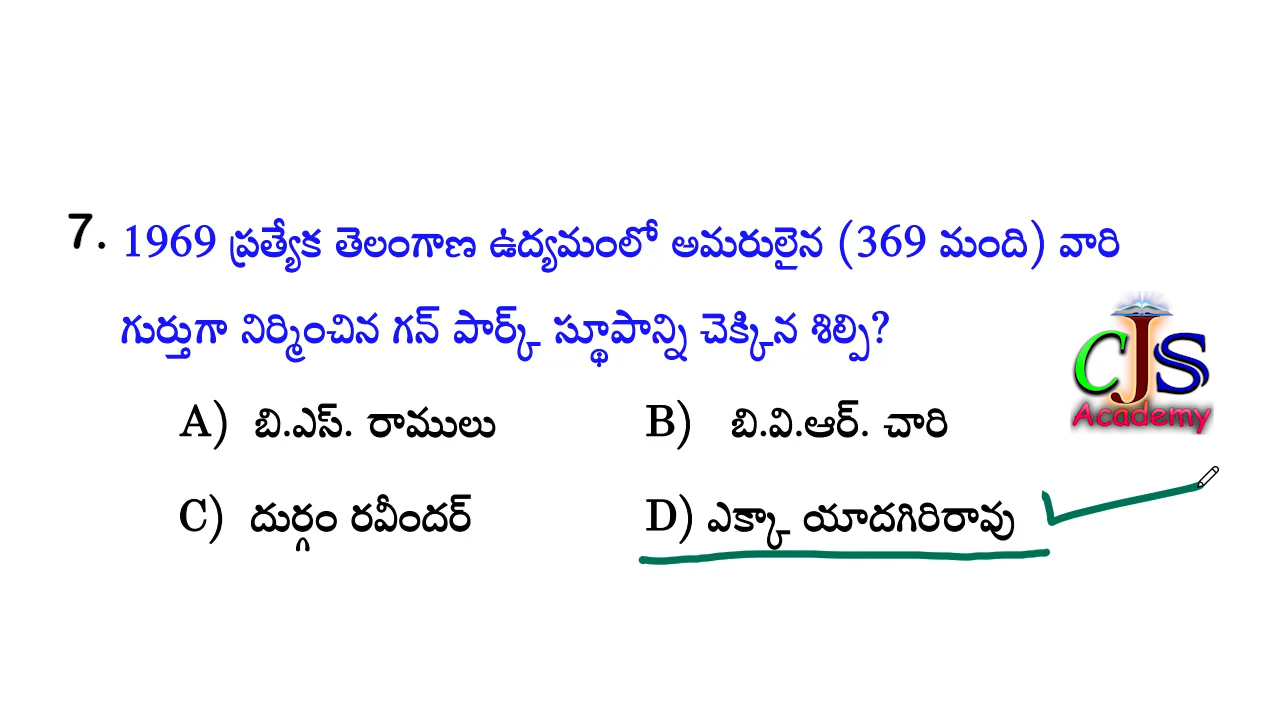 7. 1969 ప్రత్యేక తెలంగాణ ఉద్యమంలో అమరులైన (369 మంది) వారి
గుర్తుగా నిర్మించిన గన్ పార్క్ స్థూపాన్ని చెక్కిన శిల్పి?
CJS
Academy
A) బి.ఎస్. రాములు B) బి.వి.ఆర్. చారి
C) దుర్గం రవీందర్ D) ఎక్కా యాదగిరిరావు